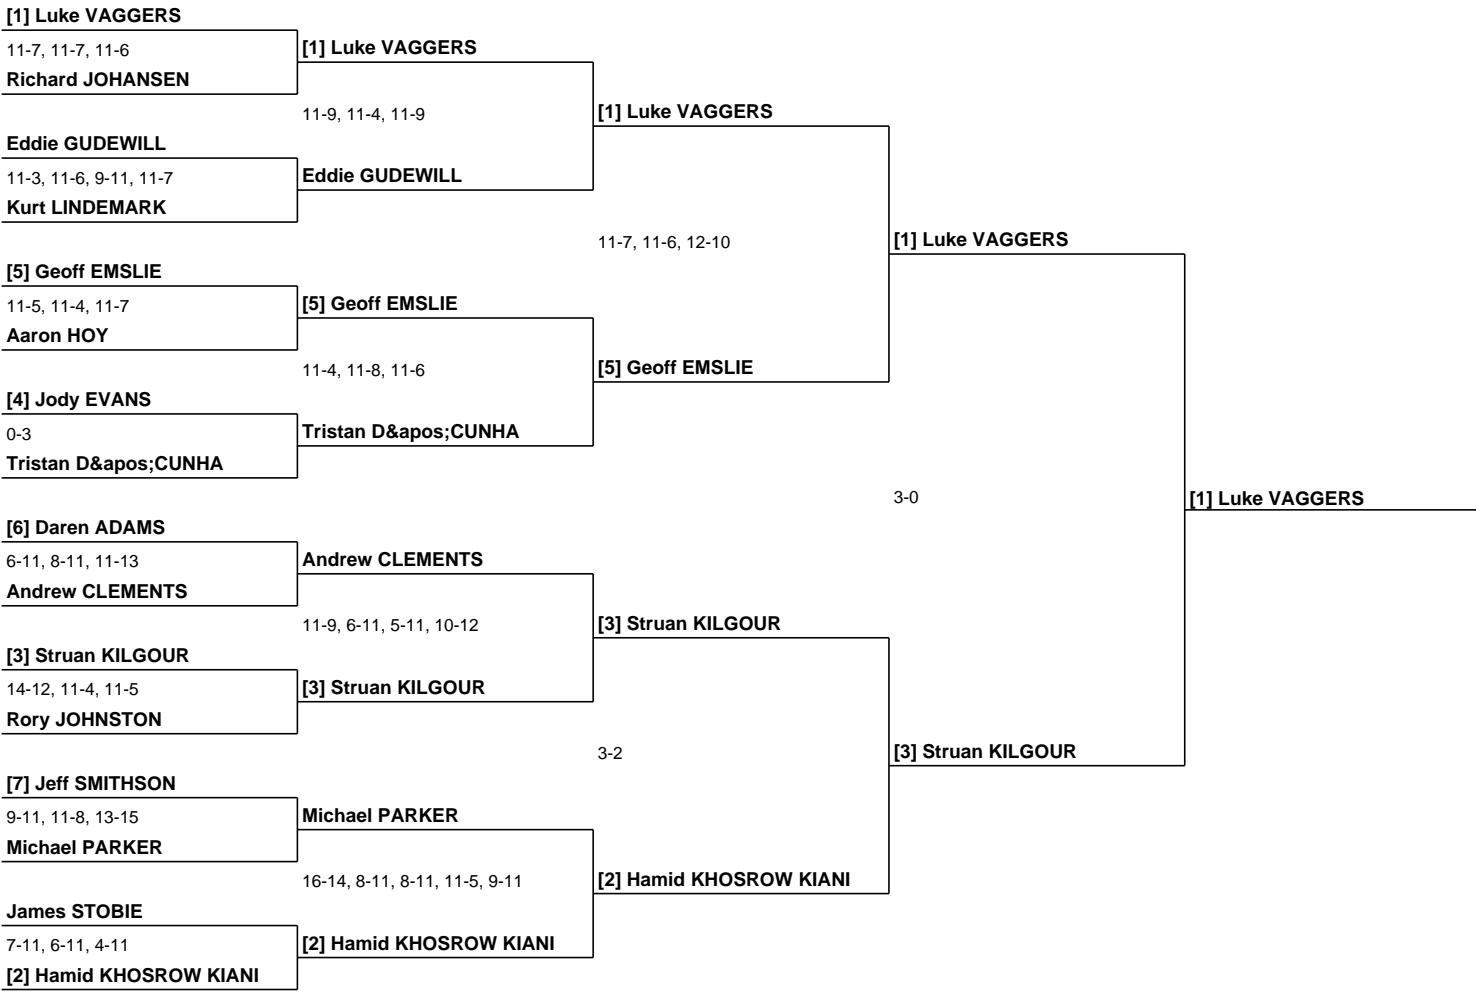 [1] Luke VAGGERS
11-7, 11-7, 11-6
Richard JOHANSEN
Eddie GUDEWILL
11-3, 11-6, 9-11, 11-7
Kurt LINDEMARK
[5] Geoff EMSLIE
11-5, 11-4, 11-7
Aaron HOY
[4] Jody EVANS
0-3
Tristan D&apos;CUNHA
[6] Daren ADAMS
6-11, 8-11, 11-13
Andrew CLEMENTS
[3] Struan KILGOUR
14-12, 11-4, 11-5
Rory JOHNSTON
[7] Jeff SMITHSON
9-11, 11-8, 13-15
Michael PARKER
James STOBIE
7-11, 6-11, 4-11
[2] Hamid KHOSROW KIANI
[1] Luke VAGGERS
11-9, 11-4, 11-9
Eddie GUDEWILL
[5] Geoff EMSLIE
11-4, 11-8, 11-6
Tristan D&apos;CUNHA
Andrew CLEMENTS
11-9, 6-11, 5-11, 10-12
[3] Struan KILGOUR
Michael PARKER
16-14, 8-11, 8-11, 11-5, 9-11
[2] Hamid KHOSROW KIANI
[1] Luke VAGGERS
11-7, 11-6, 12-10
[5] Geoff EMSLIE
[3] Struan KILGOUR
3-2
[2] Hamid KHOSROW KIANI
[1] Luke VAGGERS
3-0
[3] Struan KILGOUR
[1] Luke VAGGERS